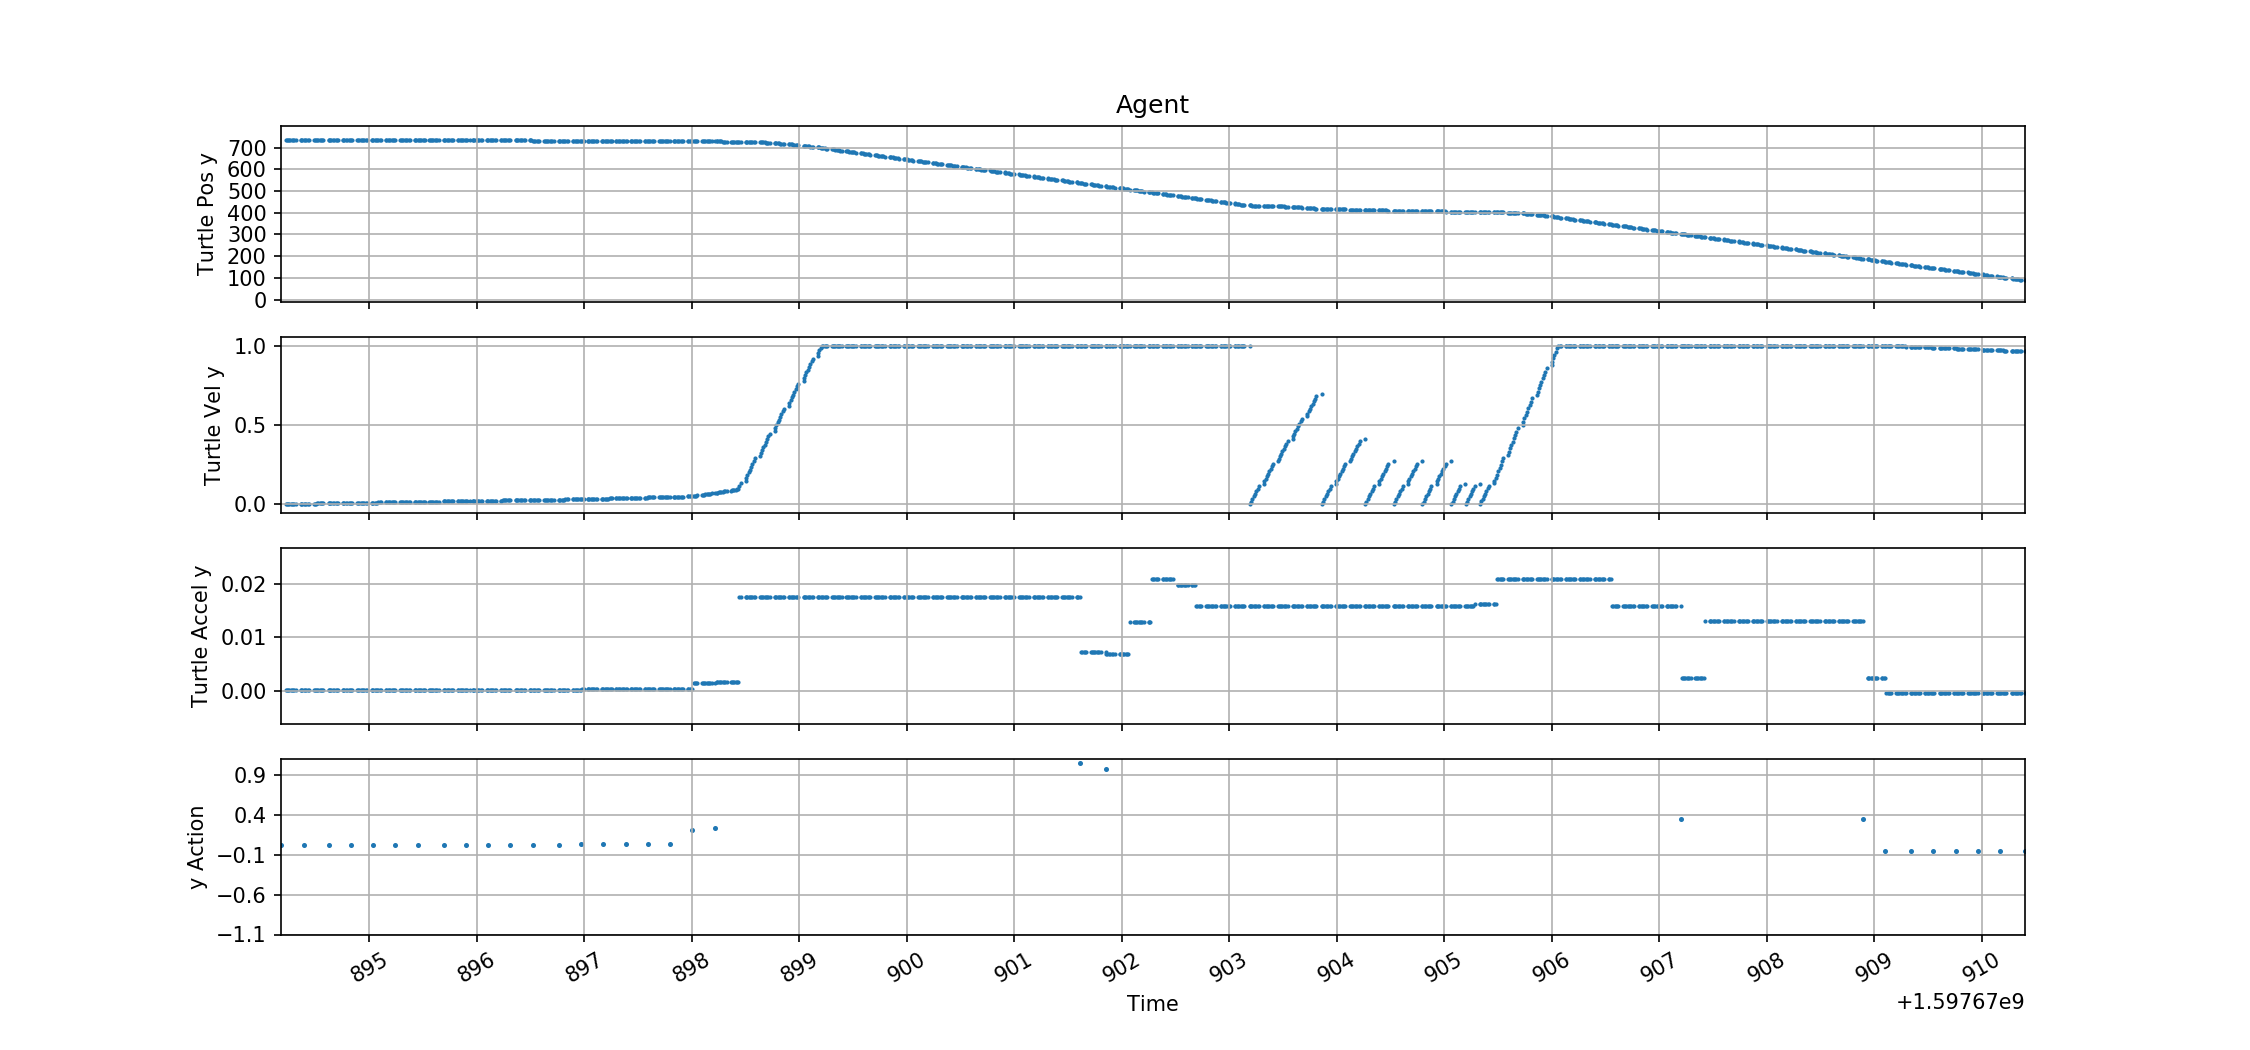 Agent
Turtle Pos y
700
600
500
400
300
200
100
0
Turtle Vel y
1.0
0.5
0.0
Turtle Accel y
0.02
0.01
0.00
y Action
0.9
0.4
−0.1
−0.6
−1.1
895 896 897 898 899 900 901 902 903 904 905 906 907 908 909 910
Time
+1.59767e9